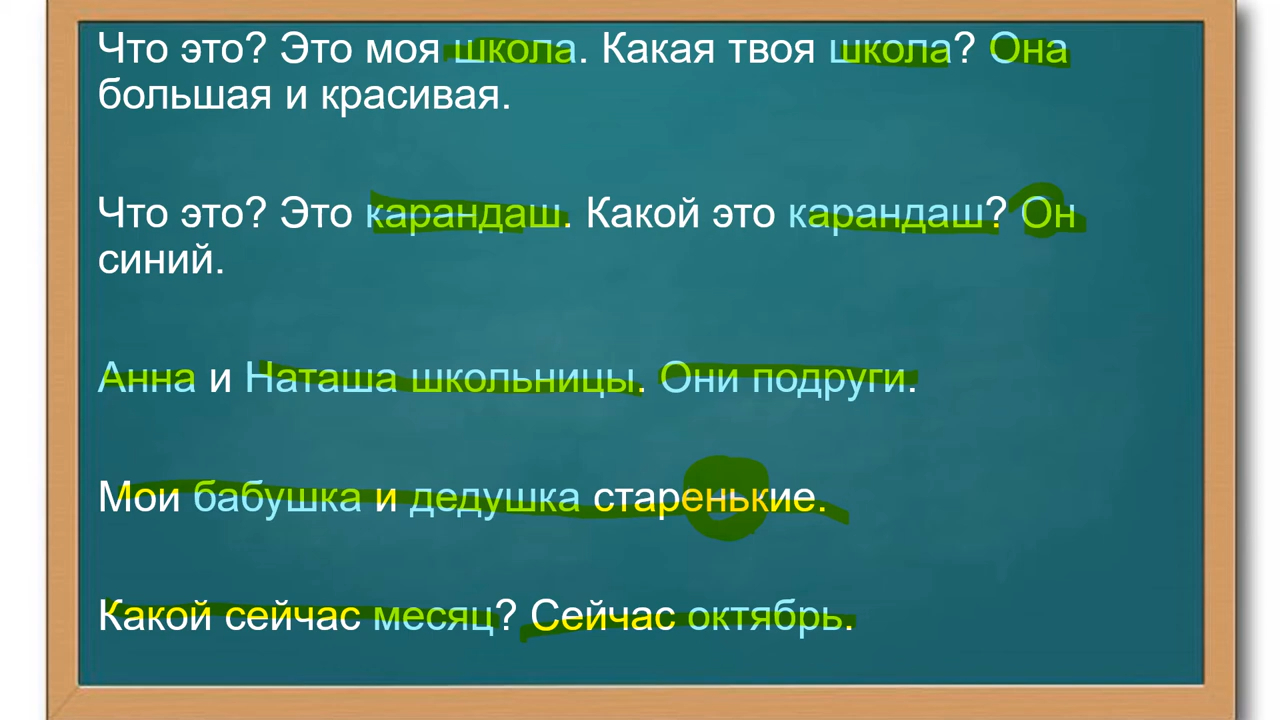 Что это? Это моя школа. Какая твоя школа? Она
большая и красивая.
Что это? Это карандаш. Какой это карандаш? Он
синий.
Анна и Наташа школьницы. Они подруги.
Мои бабушка и дедушка старенькие.
Какой сейчас месяц? Сейчас октябрь.